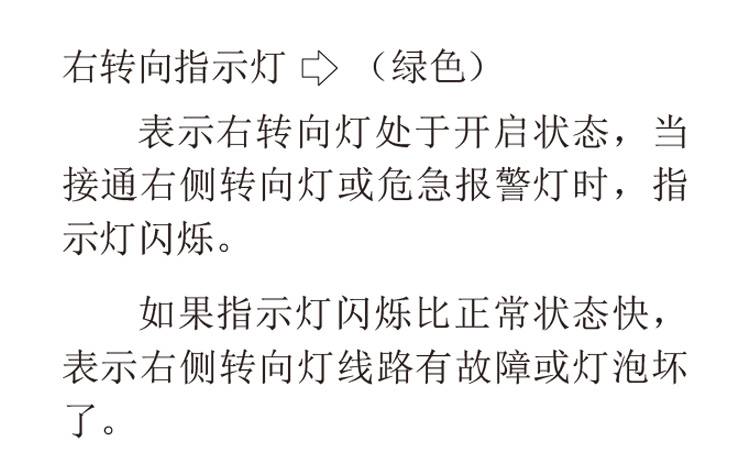 右转向指示灯 ⇨ （绿色）
表示右转向灯处于开启状态，当
接通右侧转向灯或危急报警灯时，指
示灯闪烁。
如果指示灯闪烁比正常状态快，
表示右侧转向灯线路有故障或灯泡坏
了。